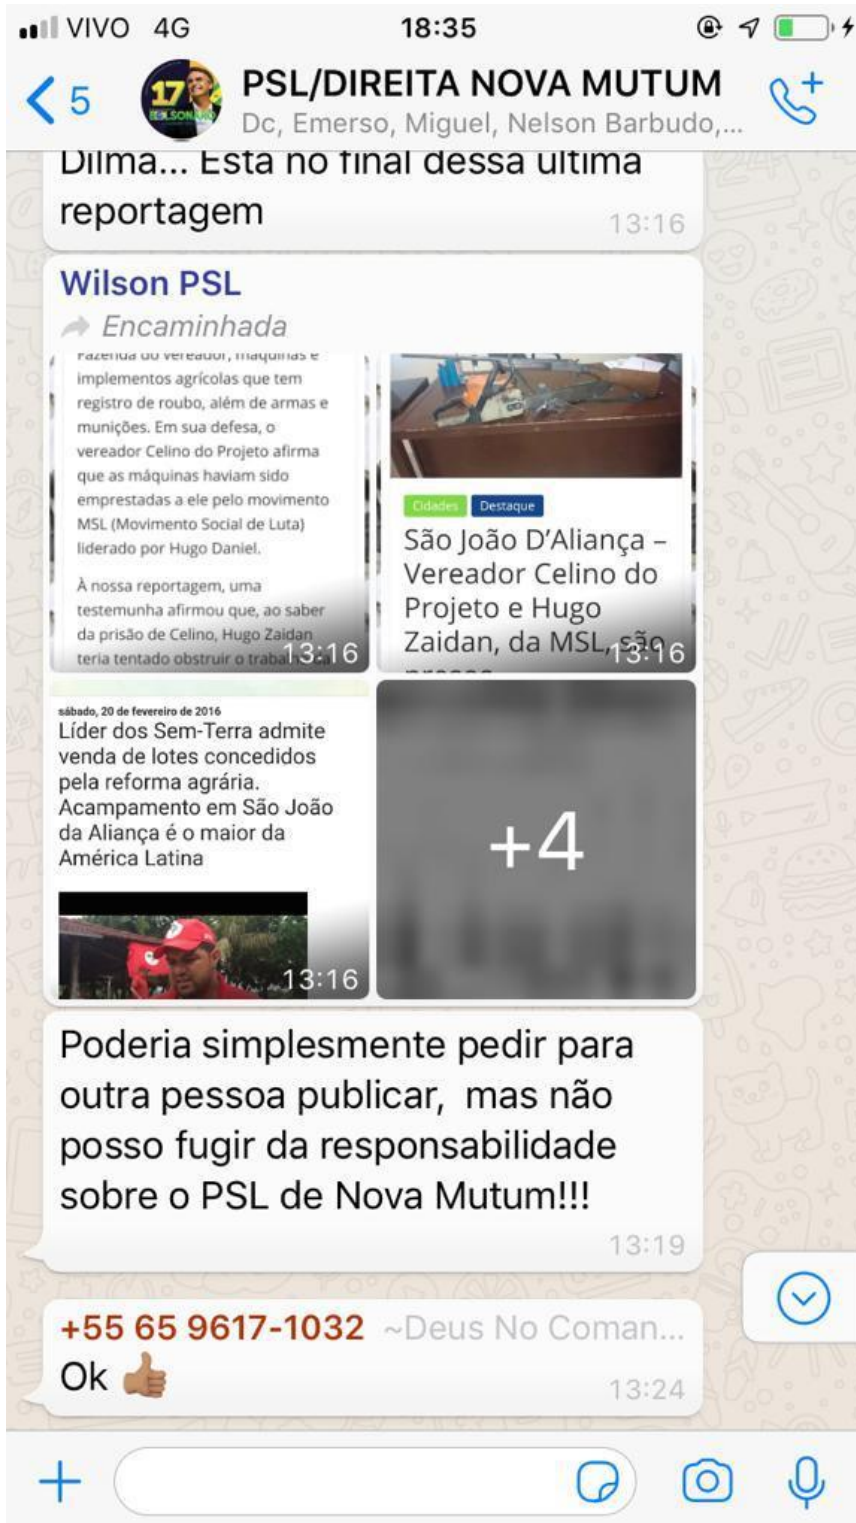 VIVO 4G 18:35
5
17
BOLSONARO
PSL/DIREITA NOVA MUTUM
Dc, Emerso, Miguel, Nelson Barbudo,...
Dilma... Esta no final dessa ultima
reportagem
13:16
Wilson PSL
Encaminhada
Fazenda do vereador, máquinas e
implementos agrícolas que tem
registro de roubo, além de armas e
munições. Em sua defesa, o
vereador Celino do Projeto afirma
que as máquinas haviam sido
emprestadas a ele pelo movimento
MSL (Movimento Social de Luta)
liderado por Hugo Daniel.
À nossa reportagem, uma
testemunha afirmou que, ao saber
da prisão de Celino, Hugo Zaidan
teria tentado obstruir o
13:16
Cidades Destaque
São João D'Aliança –
Vereador Celino do
Projeto e Hugo
Zaidan, da MSL, são
13:16
sábado, 20 de fevereiro de 2016
Líder dos Sem-Terra admite
venda de lotes concedidos
pela reforma agrária.
Acampamento em São João
da Aliança é o maior da
América Latina
13:16
+4
Poderia simplesmente pedir para
outra pessoa publicar, mas não
posso fugir da responsabilidade
sobre o PSL de Nova Mutum!!!
13:19
+55 65 9617-1032 ~Deus No Coman...
Ok 👍🏽
13:24